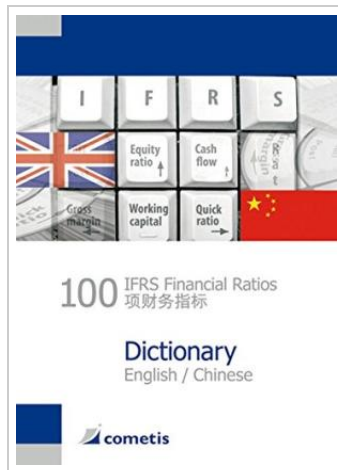 I F R S
Equity ratio
Cash flow
Gross margin
Working capital
Quick ratio
margin
100 IFRS Financial Ratios
项财务指标
Dictionary
English / Chinese
cometis